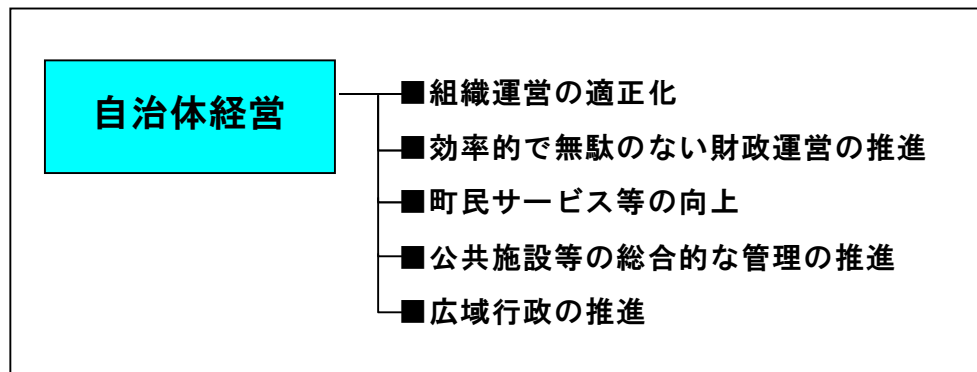 自治体経営
■組織運営の適正化
■効率的で無駄のない財政運営の推進
■町民サービス等の向上
■公共施設等の総合的な管理の推進
■広域行政の推進